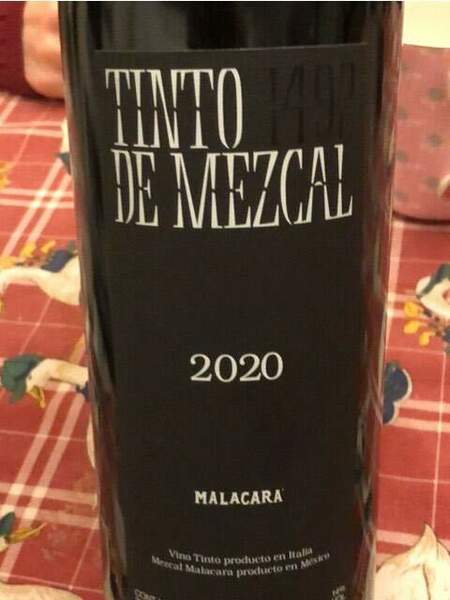 TINTO 1492
DE MEZCAL
2020
MALACARA
Vino Tinto producto en Italia
Mezcal Malacara producto en México